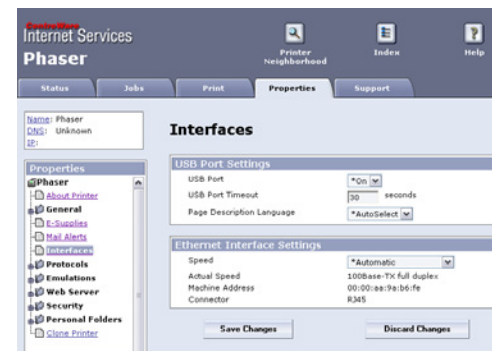 CentreWare
Internet Services
Phaser
Printer
Neighborhood
Index
Help
Status
Jobs
Print
Properties
Support
Name: Phaser
DNS: Unknown
IP:
Interfaces
Properties
Phaser
About Printer
General
E-Supplies
Mail Alerts
Interfaces
Protocols
Emulations
Web Server
Security
Personal Folders
Clone Printer
USB Port Settings
USB Port *On
USB Port Timeout 30 seconds
Page Description Language *AutoSelect
Ethernet Interface Settings
Speed *Automatic
Actual Speed 100Base-TX full duplex
Machine Address 00:00:aa:9a:b6:fe
Connector RJ45
Save Changes Discard Changes